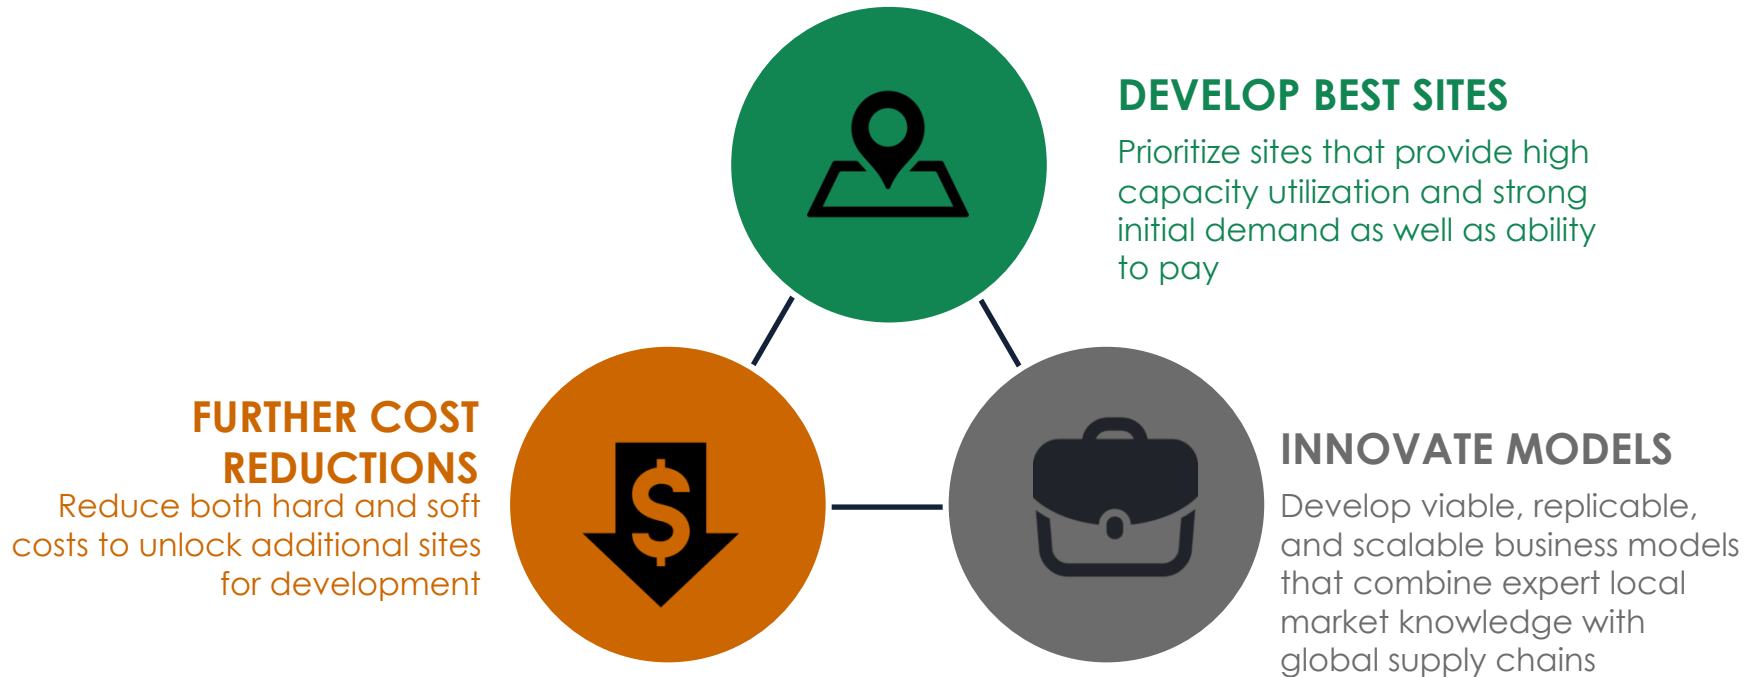 DEVELOP BEST SITES
Prioritize sites that provide high
capacity utilization and strong
initial demand as well as ability
to pay
FURTHER COST
REDUCTIONS
Reduce both hard and soft
costs to unlock additional sites
for development
$
INNOVATE MODELS
Develop viable, replicable,
and scalable business models
that combine expert local
market knowledge with
global supply chains